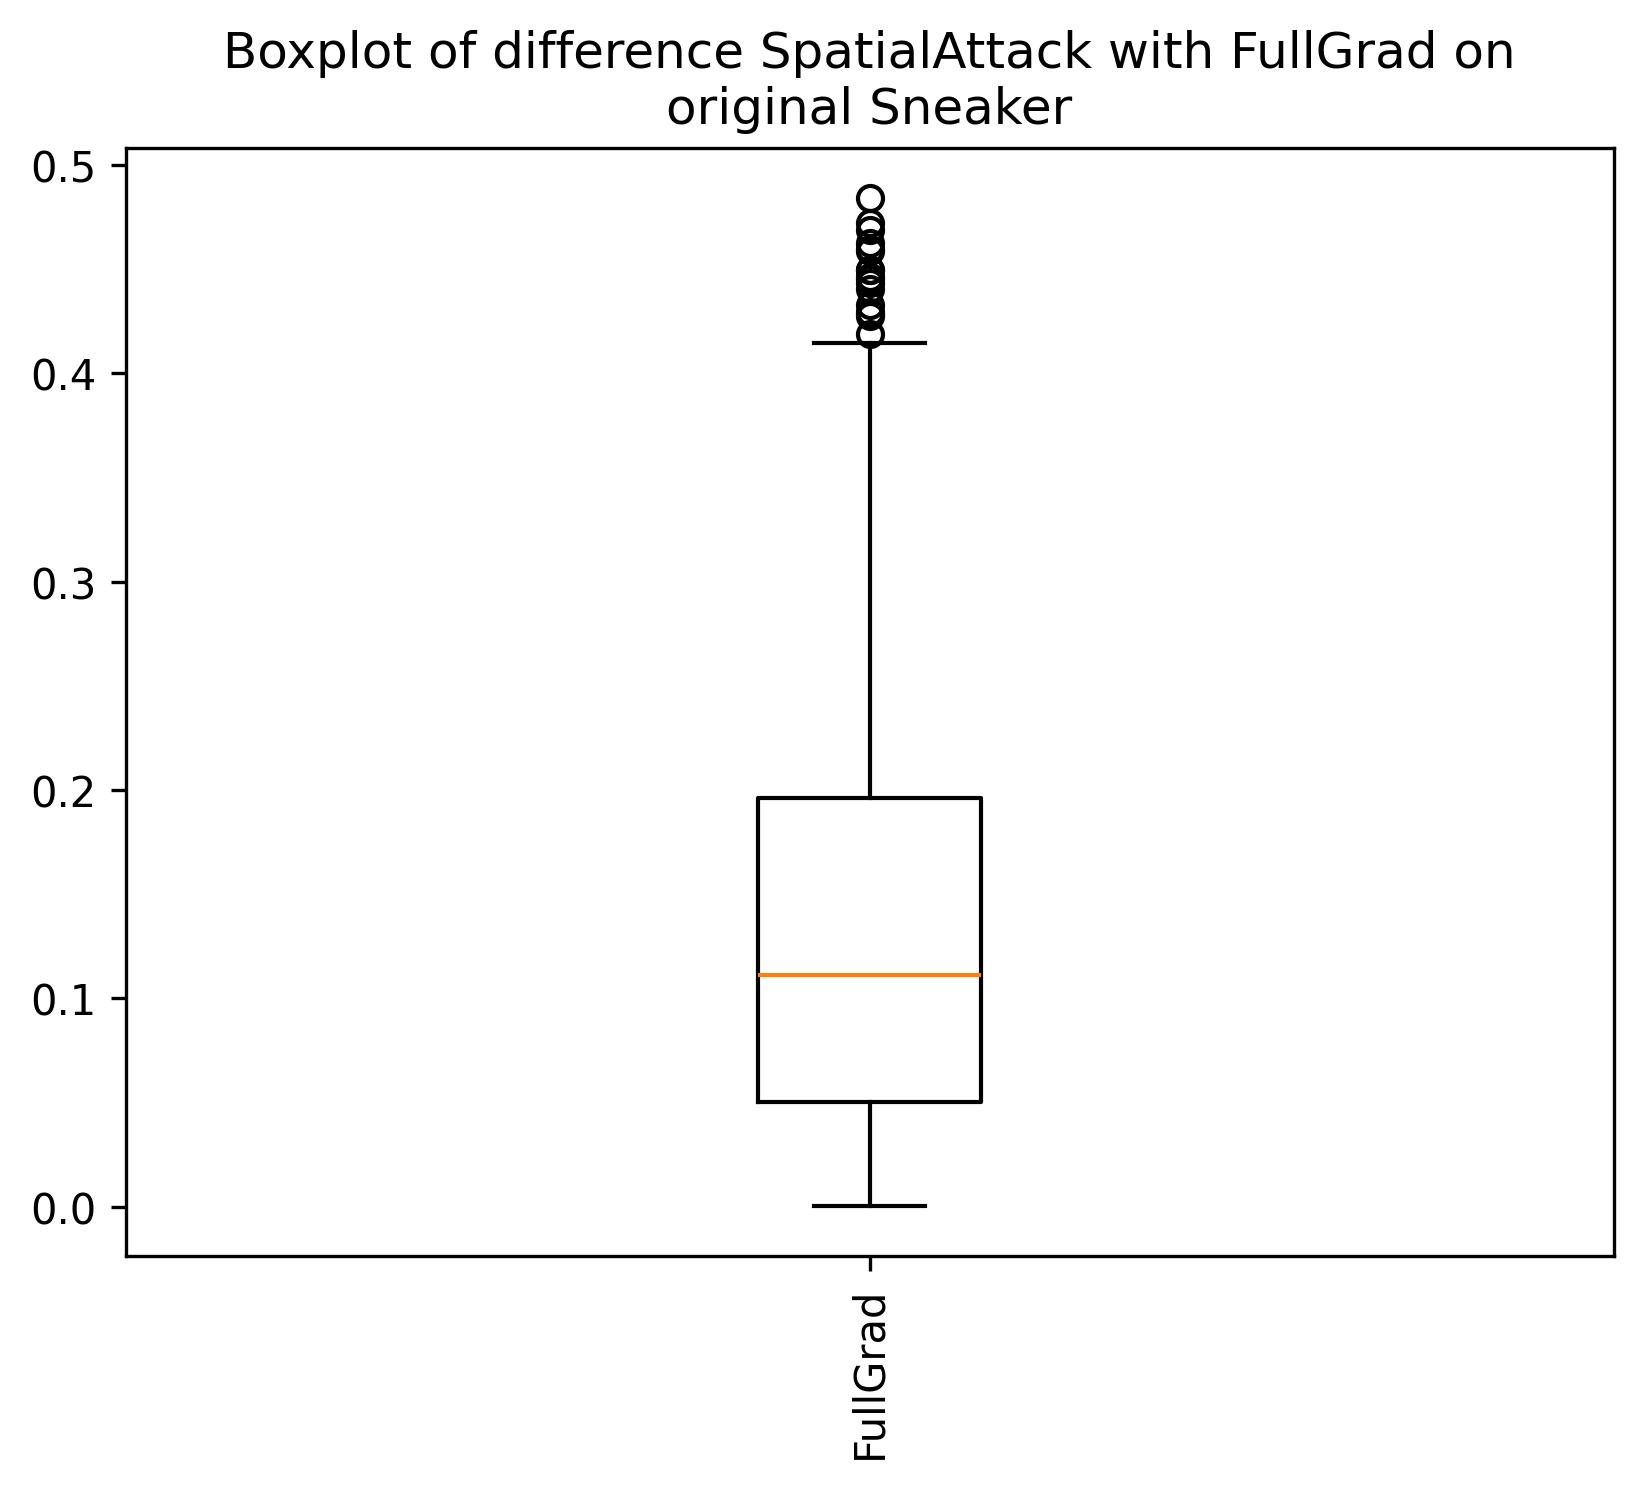 Boxplot of difference SpatialAttack with FullGrad on
original Sneaker
0.5
0.4
0.3
0.2
0.1
0.0
FullGrad